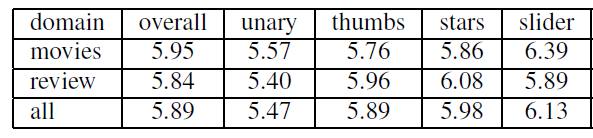 domain overall unary thumbs stars slider
movies 5.95 5.57 5.76 5.86 6.39
review 5.84 5.40 5.96 6.08 5.89
all 5.89 5.47 5.89 5.98 6.13